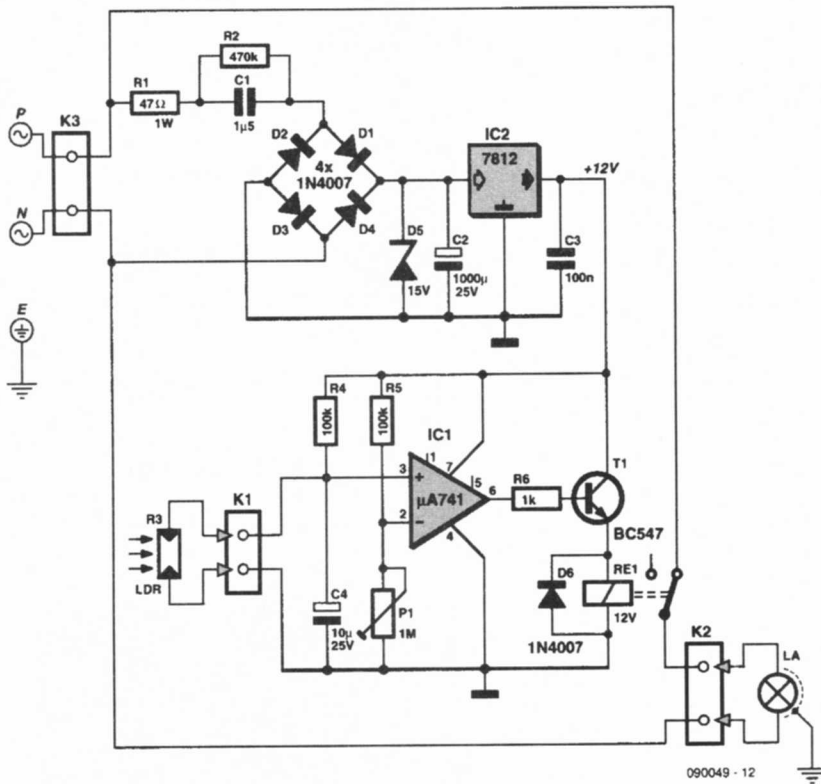 R2
470k
R1
47Ω
1W
C1
1µ5
P
K3
N
E
D2
D1
4x
1N4007
D3
D4
IC2
7812
+12V
D5
15V
C2
1000µ
25V
C3
100n
R4
100k
R5
100k
IC1
1
7
3
+
µA741
5
6
2
–
4
R6
1k
T1
BC547
K1
R3
LDR
C4
10µ
25V
P1
1M
D6
1N4007
RE1
12V
K2
LA
090049 - 12